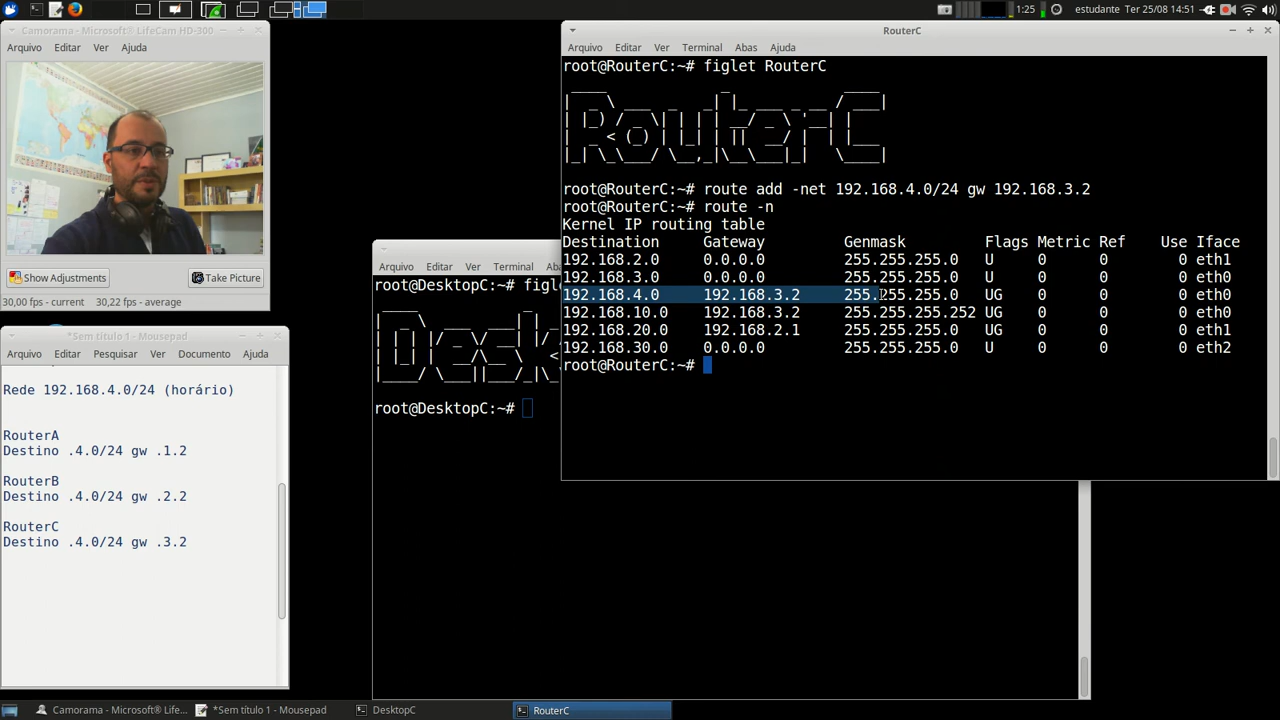 1:25 estudante Ter 25/08 14:51
Camorama - Microsoft® LifeCam HD-300
Arquivo Editar Ver Ajuda
Show Adjustments Take Picture
30,00 fps - current 30,22 fps - average
*Sem título 1 - Mousepad
Arquivo Editar Pesquisar Ver Documento Ajuda
Rede 192.168.4.0/24 (horário)
RouterA
Destino .4.0/24 gw .1.2
RouterB
Destino .4.0/24 gw .2.2
RouterC
Destino .4.0/24 gw .3.2
Arquivo Editar Ver Terminal Ab
root@DesktopC:~# figl
Desk
root@DesktopC:~#
RouterC
Arquivo Editar Ver Terminal Abas Ajuda
root@RouterC:~# figlet RouterC
RouterC
root@RouterC:~# route add -net 192.168.4.0/24 gw 192.168.3.2
root@RouterC:~# route -n
Kernel IP routing table
Destination Gateway Genmask Flags Metric Ref Use Iface
192.168.2.0 0.0.0.0 255.255.255.0 U 0 0 0 eth1
192.168.3.0 0.0.0.0 255.255.255.0 U 0 0 0 eth0
192.168.4.0 192.168.3.2 255.255.255.0 UG 0 0 0 eth0
192.168.10.0 192.168.3.2 255.255.255.252 UG 0 0 0 eth0
192.168.20.0 192.168.2.1 255.255.255.0 UG 0 0 0 eth1
192.168.30.0 0.0.0.0 255.255.255.0 U 0 0 0 eth2
root@RouterC:~#
Camorama - Microsoft® Life... *Sem título 1 - Mousepad DesktopC RouterC